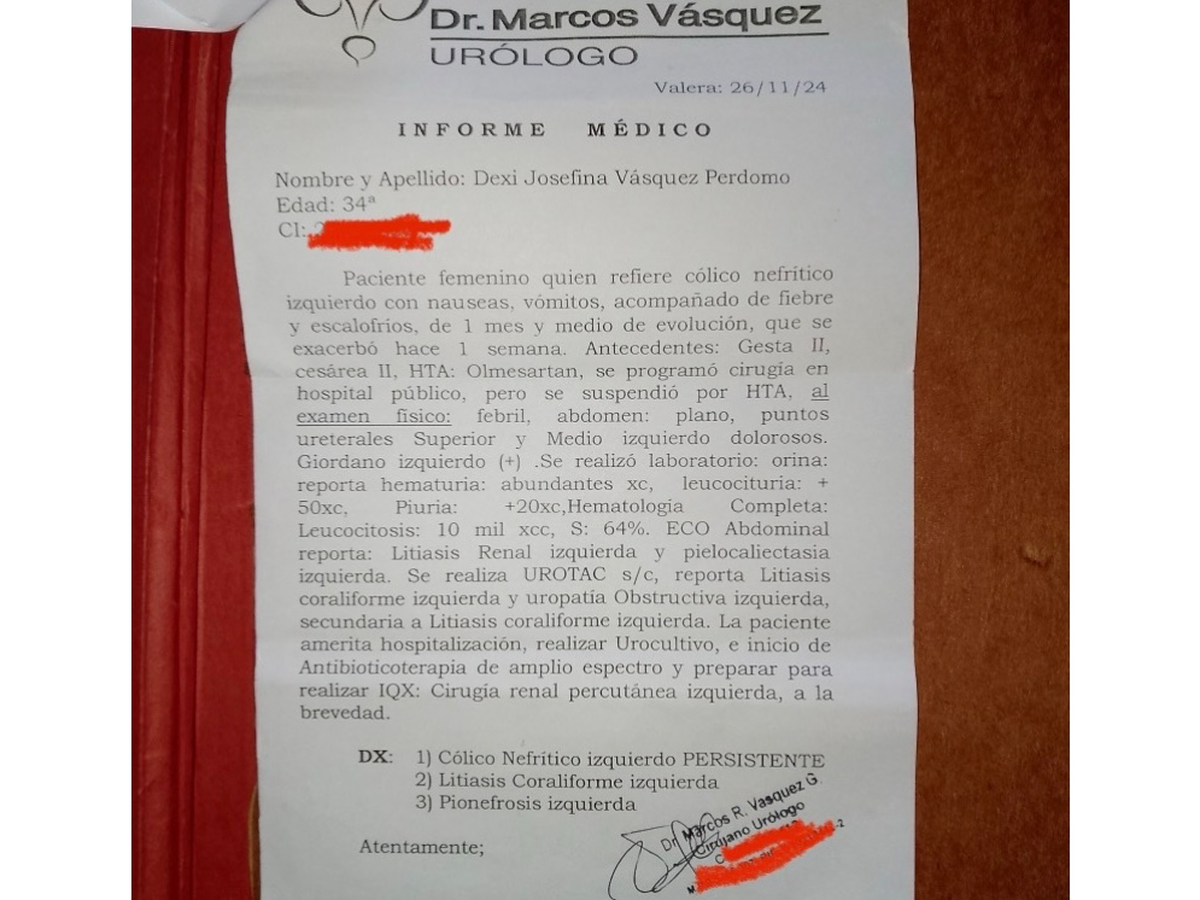 Dr. Marcos Vásquez
URÓLOGO
Valera: 26/11/24
INFORME MÉDICO
Nombre y Apellido: Dexi Josefina Vásquez Perdomo
Edad: 34ª
CI:
Paciente femenino quien refiere cólico nefrítico
izquierdo con nauseas, vómitos, acompañado de fiebre
y escalofríos, de 1 mes y medio de evolución, que se
exacerbó hace 1 semana. Antecedentes: Gesta II,
cesárea II, HTA: Olmesartan, se programó cirugía en
hospital público, pero se suspendió por HTA, al
examen físico: febril, abdomen: plano, puntos
ureterales Superior y Medio izquierdo dolorosos.
Giordano izquierdo (+) .Se realizó laboratorio: orina:
reporta hematuria: abundantes xc, leucocituria: +
50xc, Piuria: +20xc,Hematología Completa:
Leucocitosis: 10 mil xcc, S: 64%. ECO Abdominal
reporta: Litiasis Renal izquierda y pielocaliectasia
izquierda. Se realiza UROTAC s/c, reporta Litiasis
coraliforme izquierda y uropatía Obstructiva izquierda,
secundaria a Litiasis coraliforme izquierda. La paciente
amerita hospitalización, realizar Urocultivo, e inicio de
Antibioticoterapia de amplio espectro y preparar para
realizar IQX: Cirugía renal percutánea izquierda, a la
brevedad.
DX: 1) Cólico Nefrítico izquierdo PERSISTENTE
2) Litiasis Coraliforme izquierda
3) Pionefrosis izquierda
Atentamente;
Dr. Marcos R. Vasquez G.
Cirujano Urólogo